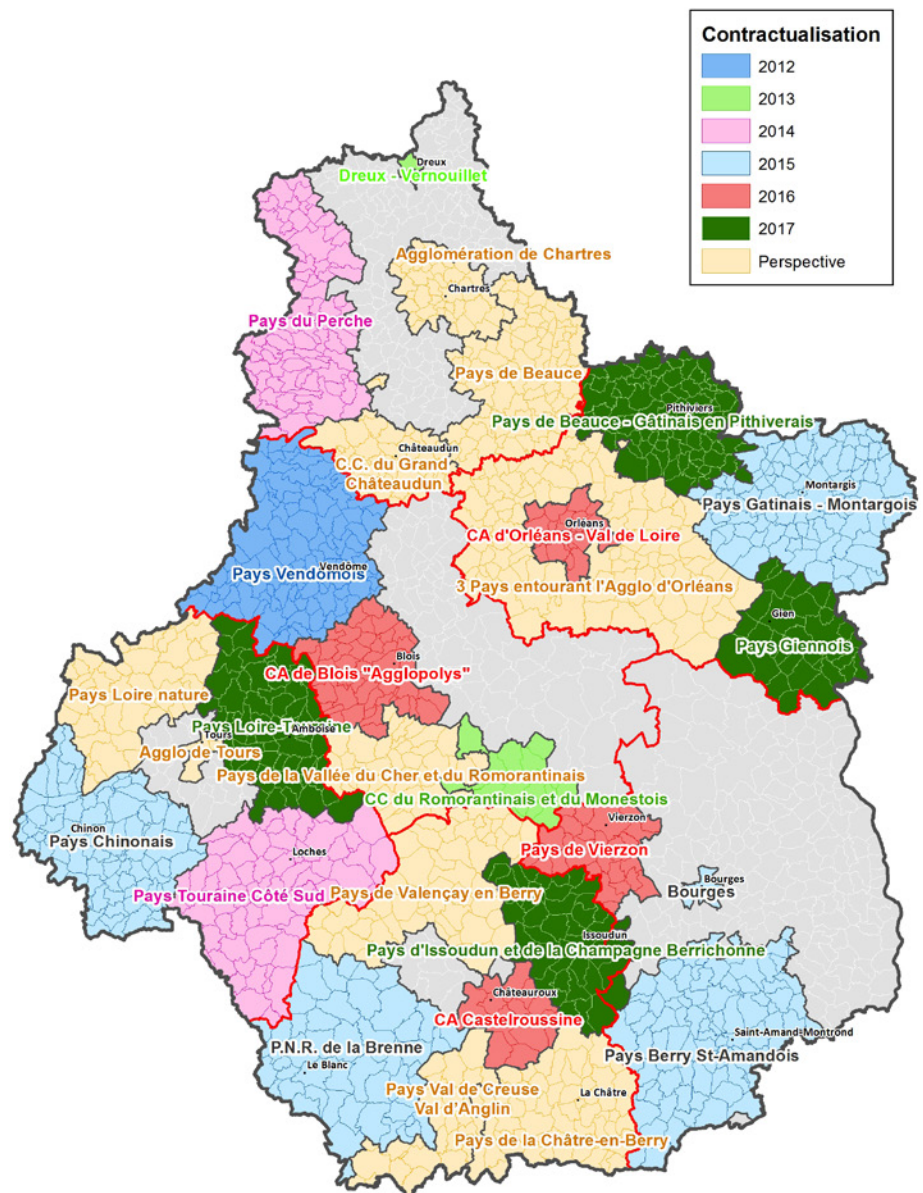 Contractualisation
2012
2013
2014
2015
2016
2017
Perspective
Dreux
Dreux - Vernouillet
Agglomération de Chartres
Chartres
Pays du Perche
Pays de Beauce
Pithiviers
Pays de Beauce - Gâtinais en Pithiverais
Châteaudun
C.C. du Grand
Châteaudun
Montargis
Pays Gatinais - Montargois
Orléans
CA d'Orléans - Val de Loire
Vendôme
Pays Vendômois
3 Pays entourant l'Agglo d'Orléans
Gien
Pays Giennois
Blois
CA de Blois "Agglopolys"
Pays Loire nature
Pays Loire-Touraine
Amboise
Tours
Agglo de Tours
Pays de la Vallée du Cher et du Romorantinais
CC du Romorantinais et du Monestois
Chinon
Pays Chinonais
Vierzon
Pays de Vierzon
Loches
Pays Touraine Côté Sud
Pays de Valençay en Berry
Bourges
Bourges
Issoudun
Pays d'Issoudun et de la Champagne Berrichonne
Châteauroux
CA Castelroussine
Saint-Amand-Montrond
Pays Berry St-Amandois
P.N.R. de la Brenne
Le Blanc
Pays Val de Creuse
Val d'Anglin
La Châtre
Pays de la Châtre-en-Berry